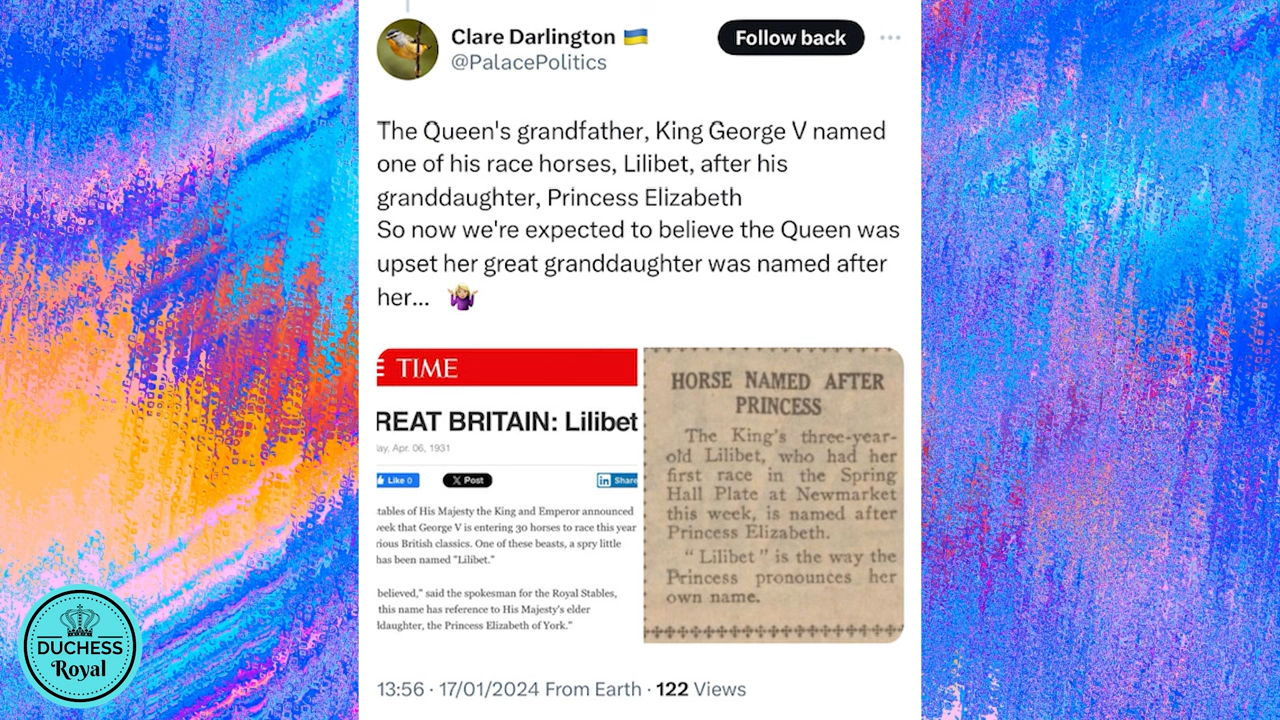 Clare Darlington
Follow back
@PalacePolitics
The Queen's grandfather, King George V named
one of his race horses, Lilibet, after his
granddaughter, Princess Elizabeth
So now we're expected to believe the Queen was
upset her great granddaughter was named after
her...
TIME
REAT BRITAIN: Lilibet
ay, Apr. 06, 1931
Like 0
X Post
in Share
tables of His Majesty the King and Emperor announced
eek that George V is entering 30 horses to race this year
rious British classics. One of these beasts, a spry little
has been named "Lilibet."
believed," said the spokesman for the Royal Stables,
this name has reference to His Majesty's elder
ldaughter, the Princess Elizabeth of York."
HORSE NAMED AFTER
PRINCESS
The King's three-year-
old Lilibet, who had her
first race in the Spring
Hall Plate at Newmarket
this week, is named after
Princess Elizabeth.
"Lilibet" is the way the
Princess pronounces her
own name.
13:56 · 17/01/2024 From Earth · 122 Views
DUCHESS
Royal